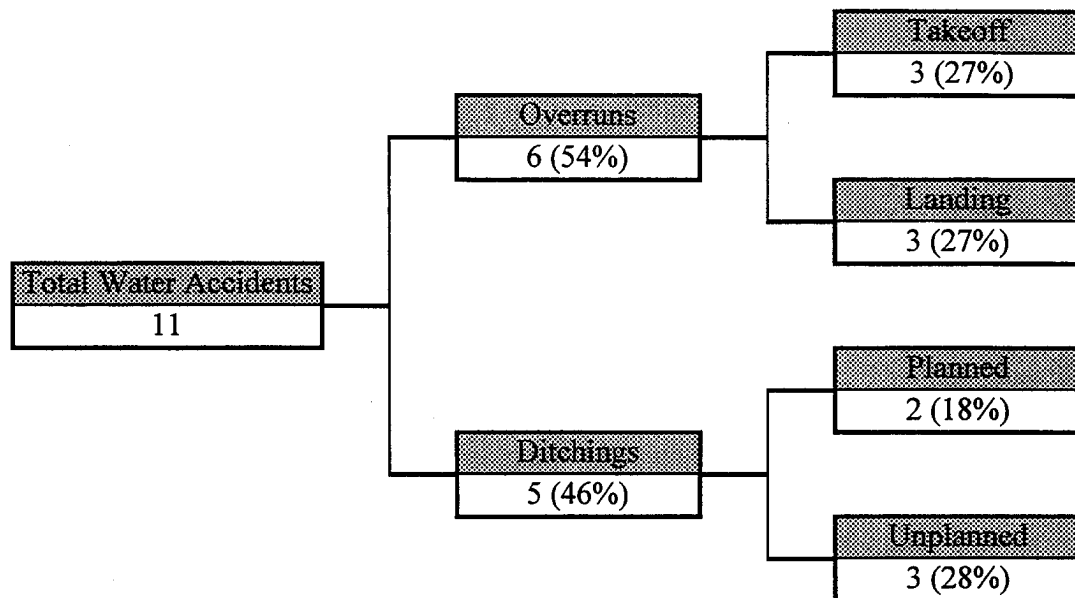 Total Water Accidents
11
Overruns
6 (54%)
Takeoff
3 (27%)
Landing
3 (27%)
Ditchings
5 (46%)
Planned
2 (18%)
Unplanned
3 (28%)